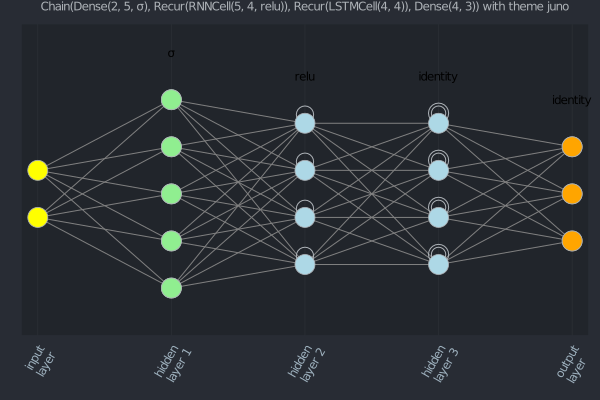 Chain(Dense(2, 5, σ), Recur(RNNCell(5, 4, relu)), Recur(LSTMCell(4, 4)), Dense(4, 3)) with theme juno
σ
relu
identity
identity
input
layer
hidden
layer 1
hidden
layer 2
hidden
layer 3
output
layer